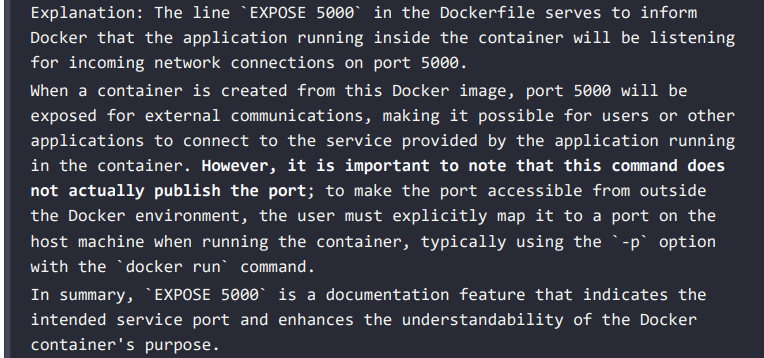 Explanation: The line `EXPOSE 5000` in the Dockerfile serves to inform
Docker that the application running inside the container will be listening
for incoming network connections on port 5000.
When a container is created from this Docker image, port 5000 will be
exposed for external communications, making it possible for users or other
applications to connect to the service provided by the application running
in the container. However, it is important to note that this command does
not actually publish the port; to make the port accessible from outside
the Docker environment, the user must explicitly map it to a port on the
host machine when running the container, typically using the `-p` option
with the `docker run` command.
In summary, `EXPOSE 5000` is a documentation feature that indicates the
intended service port and enhances the understandability of the Docker
container's purpose.